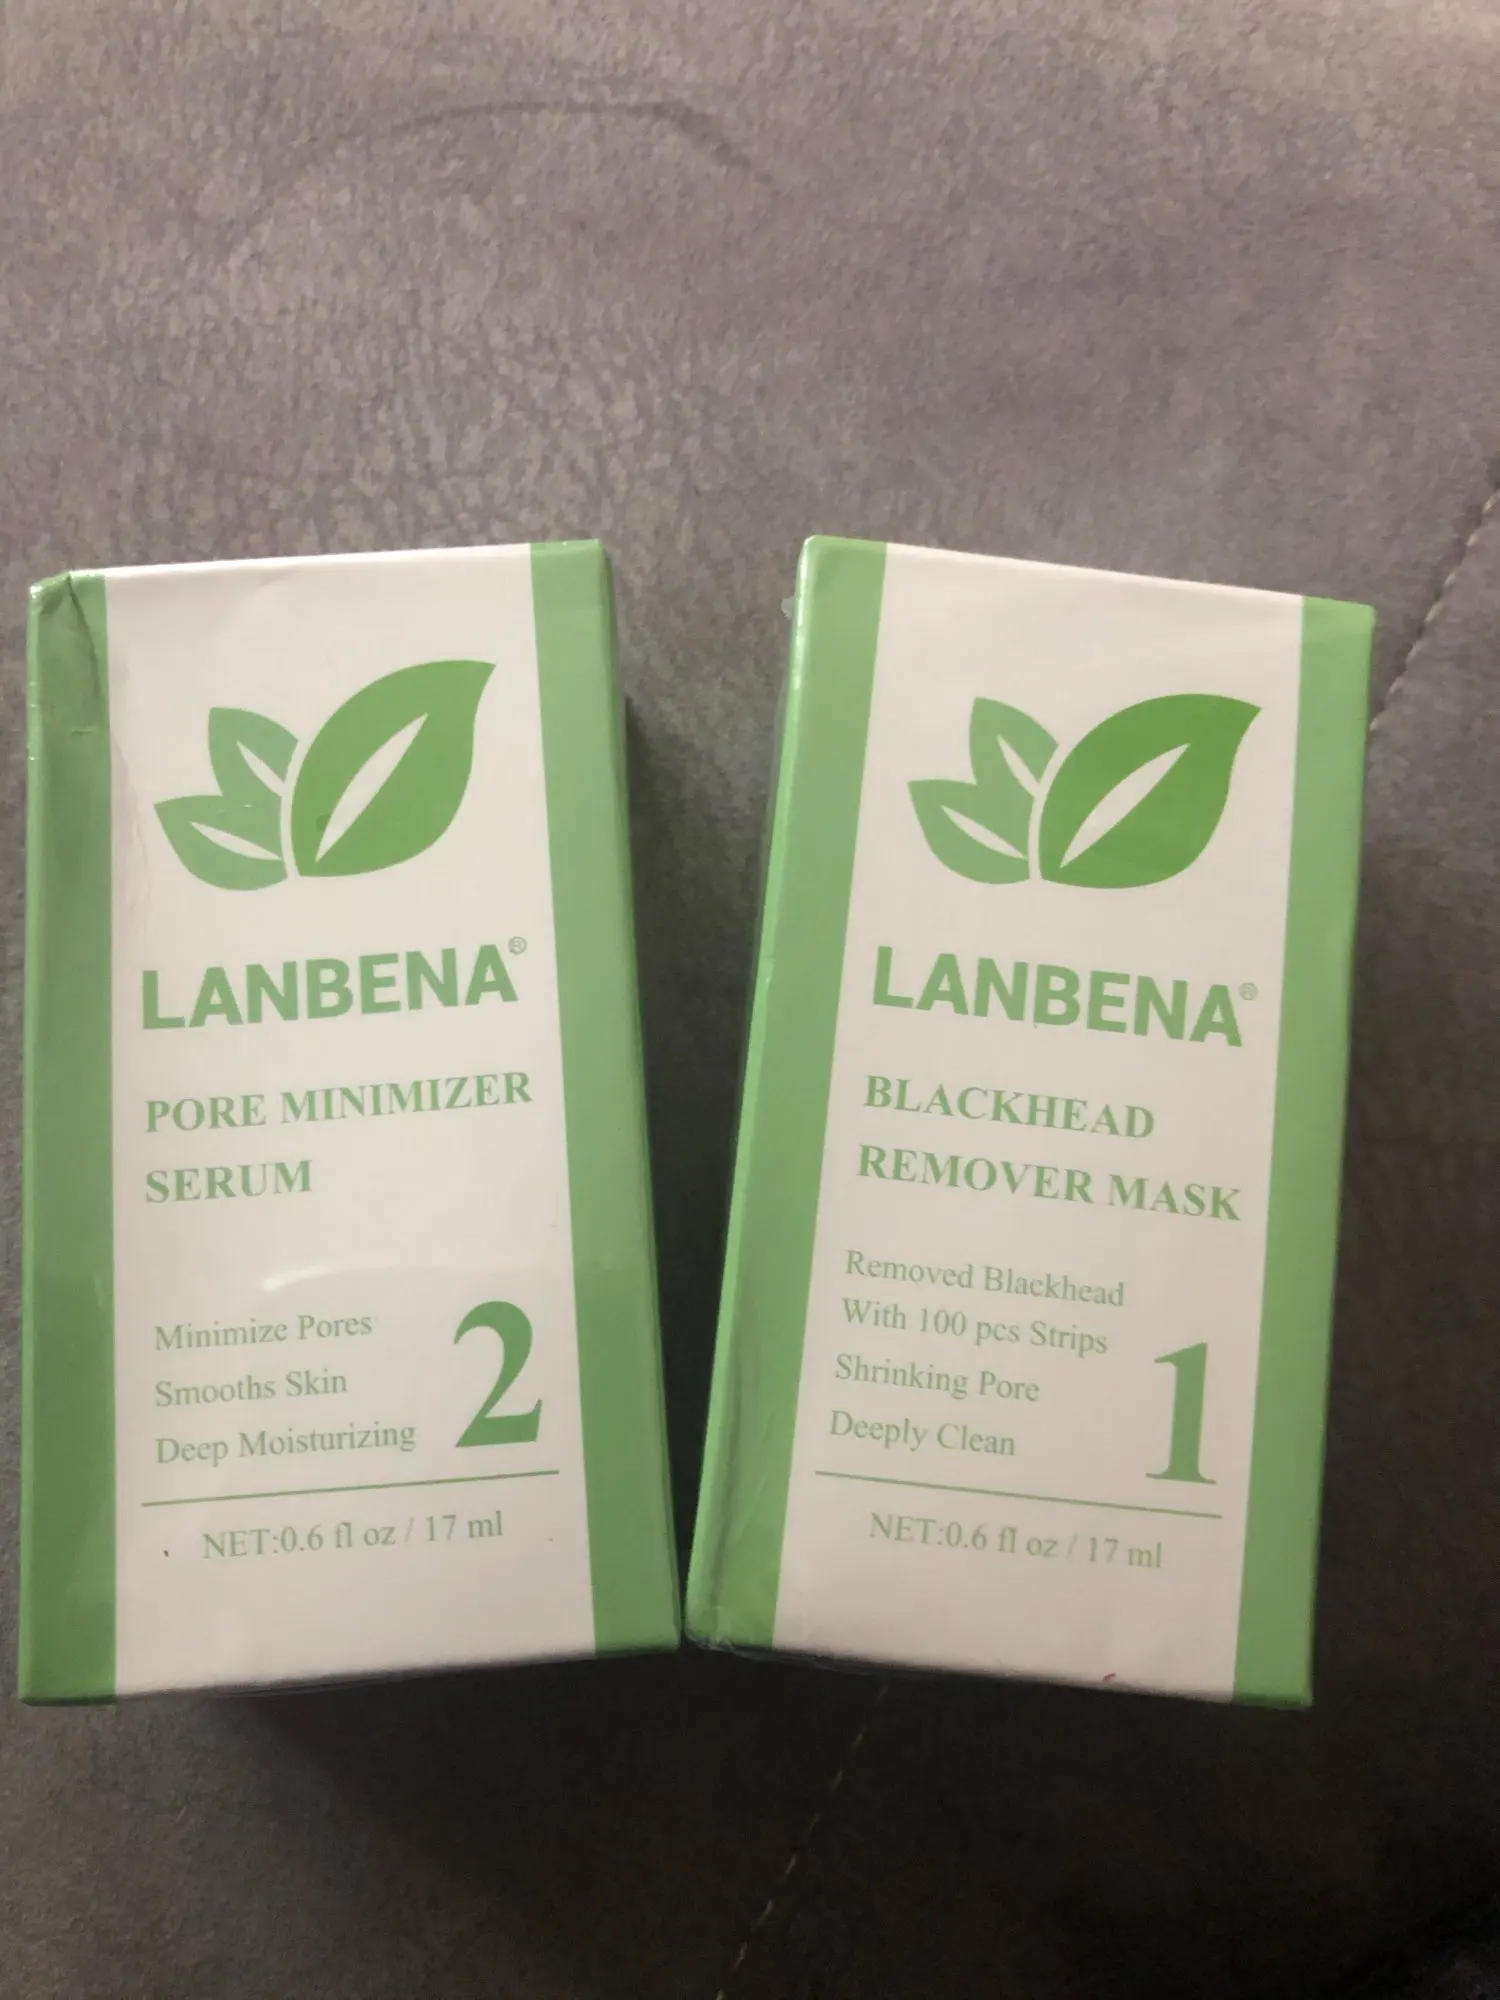 LANBENA®
PORE MINIMIZER
SERUM
Minimize Pores
Smooths Skin
Deep Moisturizing
2
NET:0.6 fl oz / 17 ml
LANBENA®
BLACKHEAD
REMOVER MASK
Removed Blackhead
With 100 pcs Strips
Shrinking Pore
Deeply Clean
1
NET:0.6 fl oz / 17 ml